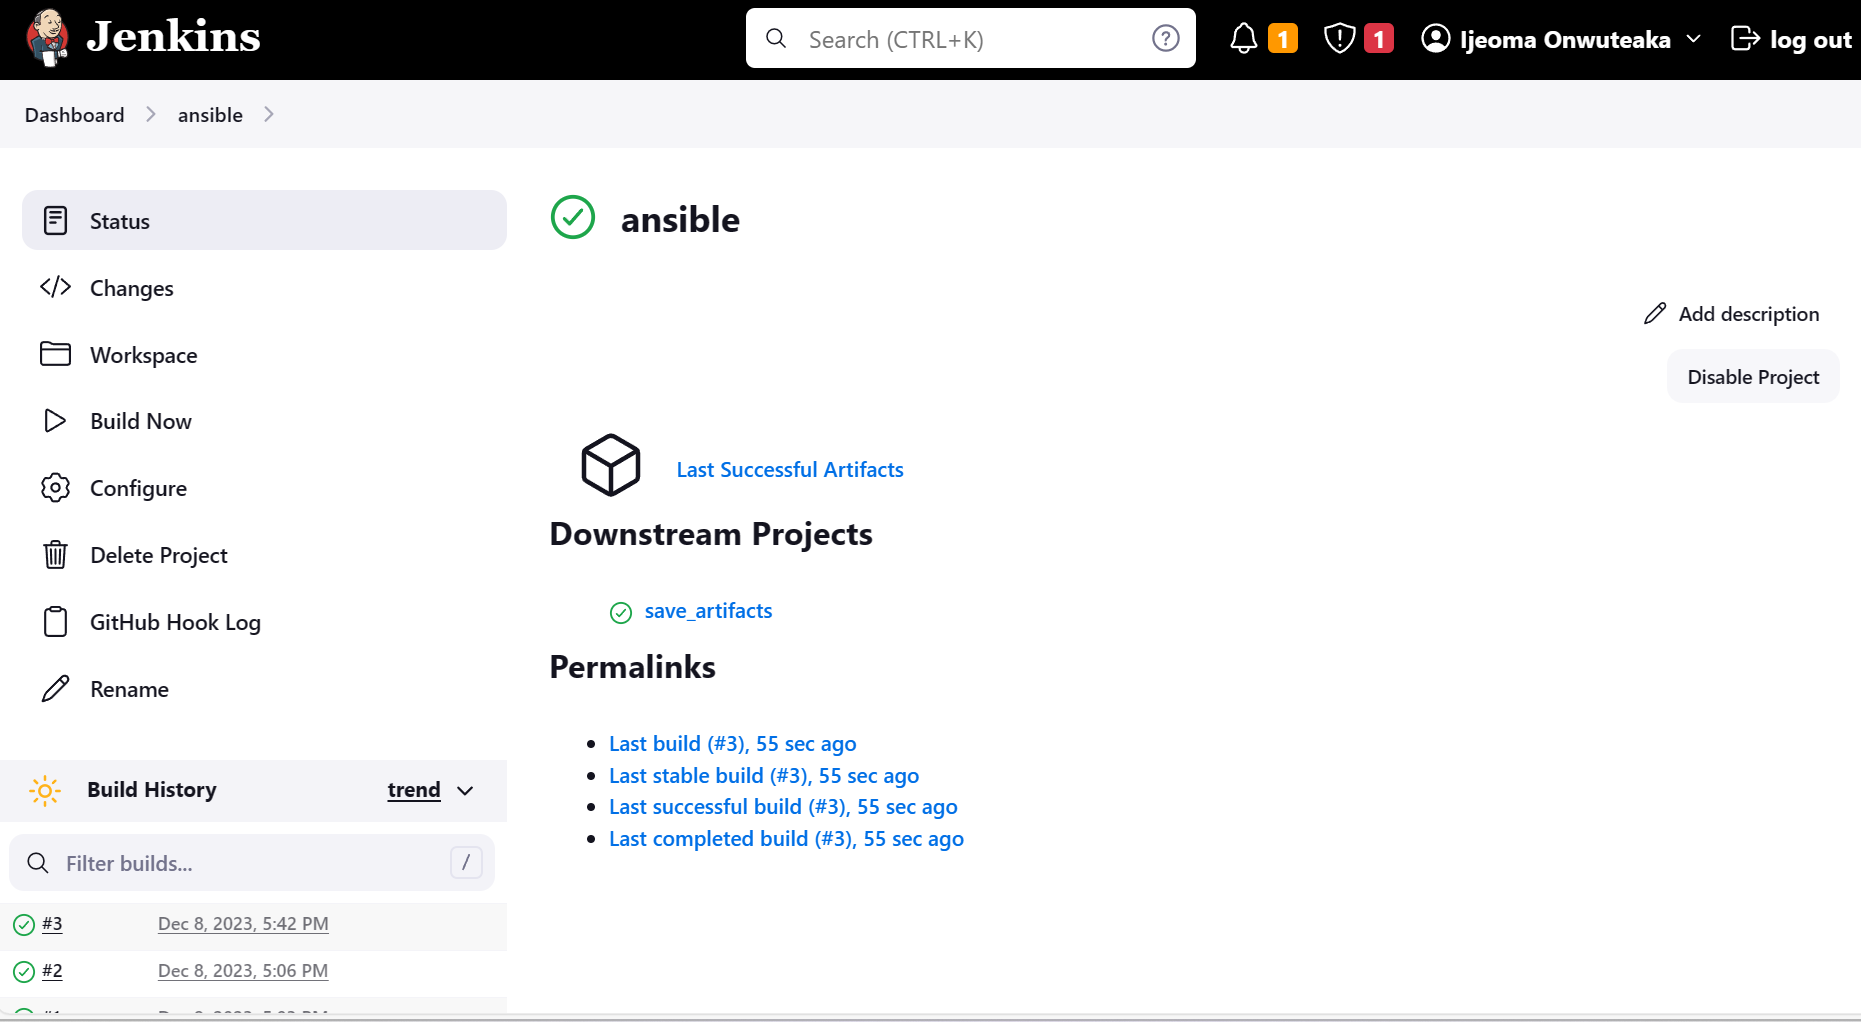 Jenkins
Search (CTRL+K)
?
1
1
Ijeoma Onwuteaka
log out
Dashboard
ansible
Status
Changes
Workspace
Build Now
Configure
Delete Project
GitHub Hook Log
Rename
Build History
trend
Filter builds...
/
#3 Dec 8, 2023, 5:42 PM
#2 Dec 8, 2023, 5:06 PM
ansible
Add description
Disable Project
Last Successful Artifacts
Downstream Projects
save_artifacts
Permalinks
Last build (#3), 55 sec ago
Last stable build (#3), 55 sec ago
Last successful build (#3), 55 sec ago
Last completed build (#3), 55 sec ago